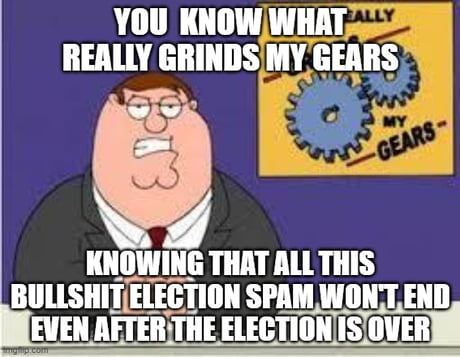 YOU KNOW WHAT
REALLY GRINDS MY GEARS
MY
GEARS
KNOWING THAT ALL THIS
BULLSHIT ELECTION SPAM WON'T END
EVEN AFTER THE ELECTION IS OVER
imgflip.com